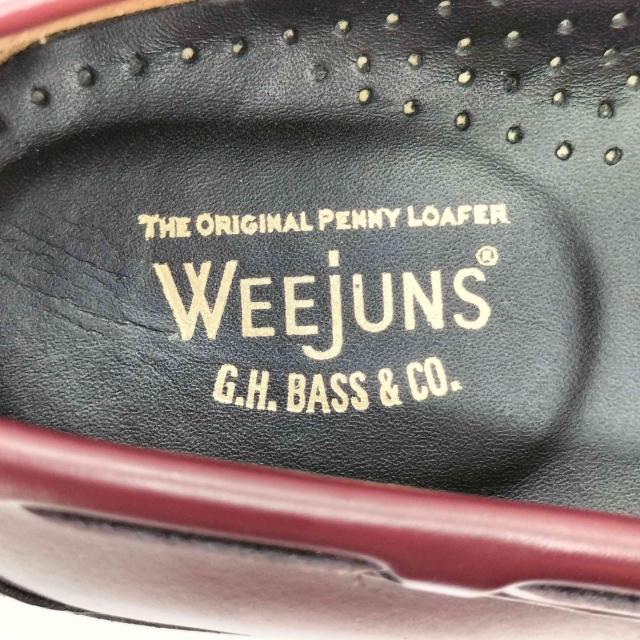 THE ORIGINAL PENNY LOAFER
WEEjUNS®
G.H. BASS & CO.